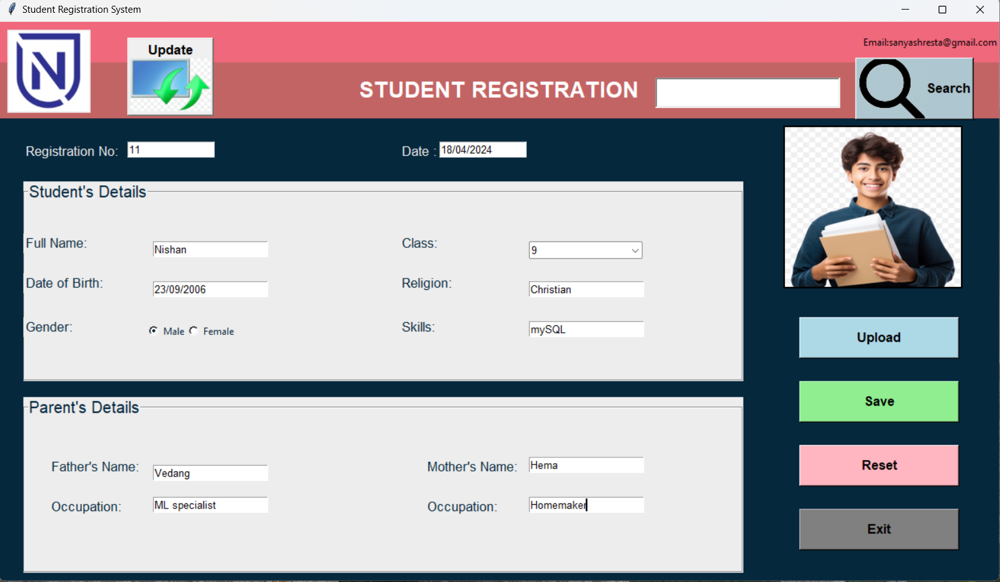 Student Registration System
N
Email:sanyashresta@gmail.com
Update
STUDENT REGISTRATION
Search
Registration No: 11
Date : 18/04/2024
Student's Details
Full Name: Nishan
Class: 9
Date of Birth: 23/09/2006
Religion: Christian
Gender: Male Female
Skills: mySQL
Parent's Details
Father's Name: Vedang
Mother's Name: Hema
Occupation: ML specialist
Occupation: Homemaker
Upload
Save
Reset
Exit